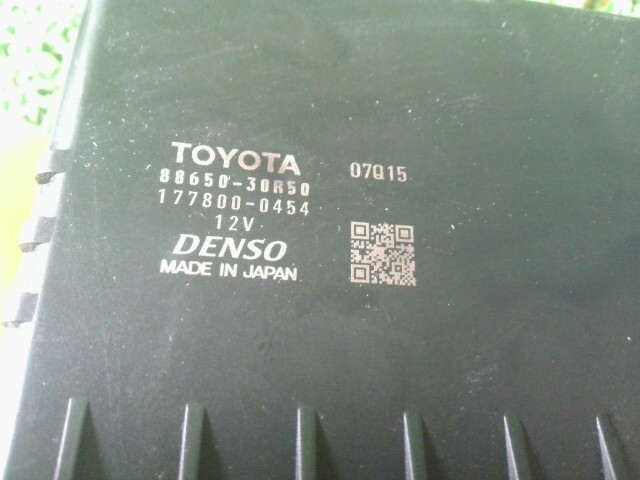 TOYOTA 07Q15
88650-30R50
177800-0454
12V
DENSO
MADE IN JAPAN